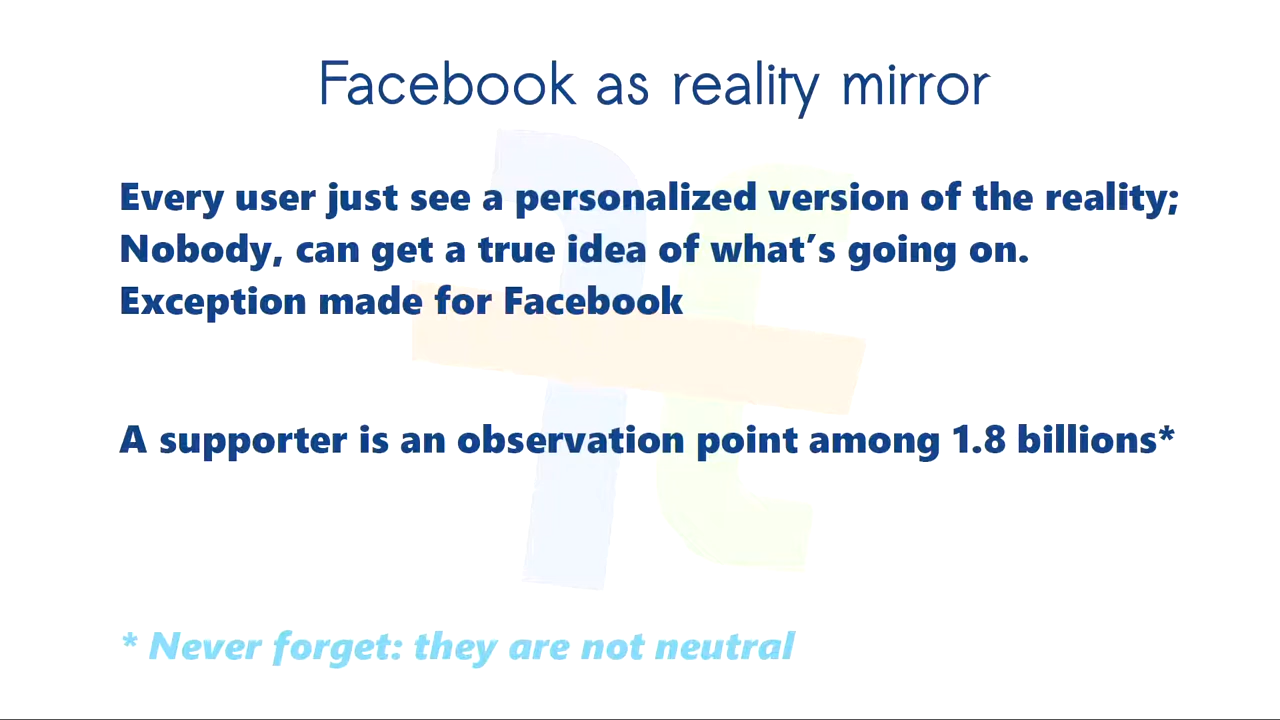 Facebook as reality mirror
Every user just see a personalized version of the reality;
Nobody, can get a true idea of what’s going on.
Exception made for Facebook
A supporter is an observation point among 1.8 billions*
* Never forget: they are not neutral